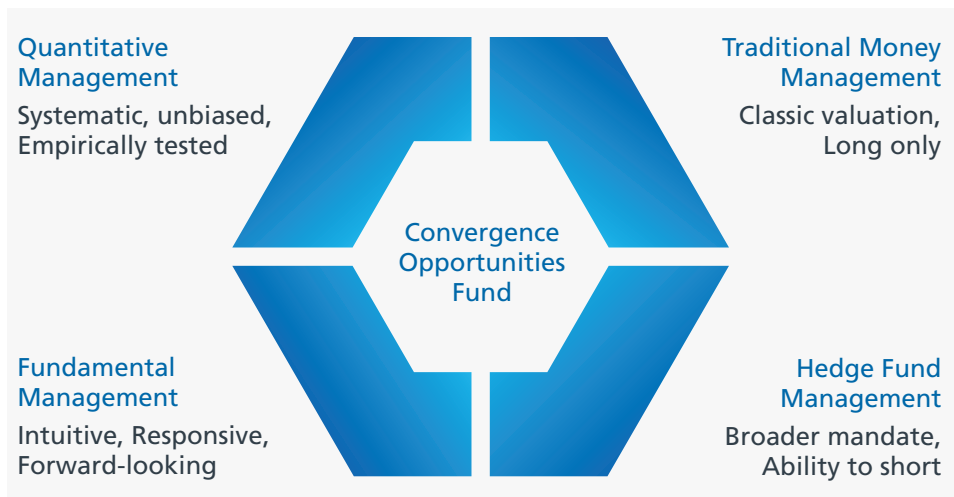 Quantitative
Management
Systematic, unbiased,
Empirically tested
Traditional Money
Management
Classic valuation,
Long only
Convergence
Opportunities
Fund
Fundamental
Management
Intuitive, Responsive,
Forward-looking
Hedge Fund
Management
Broader mandate,
Ability to short